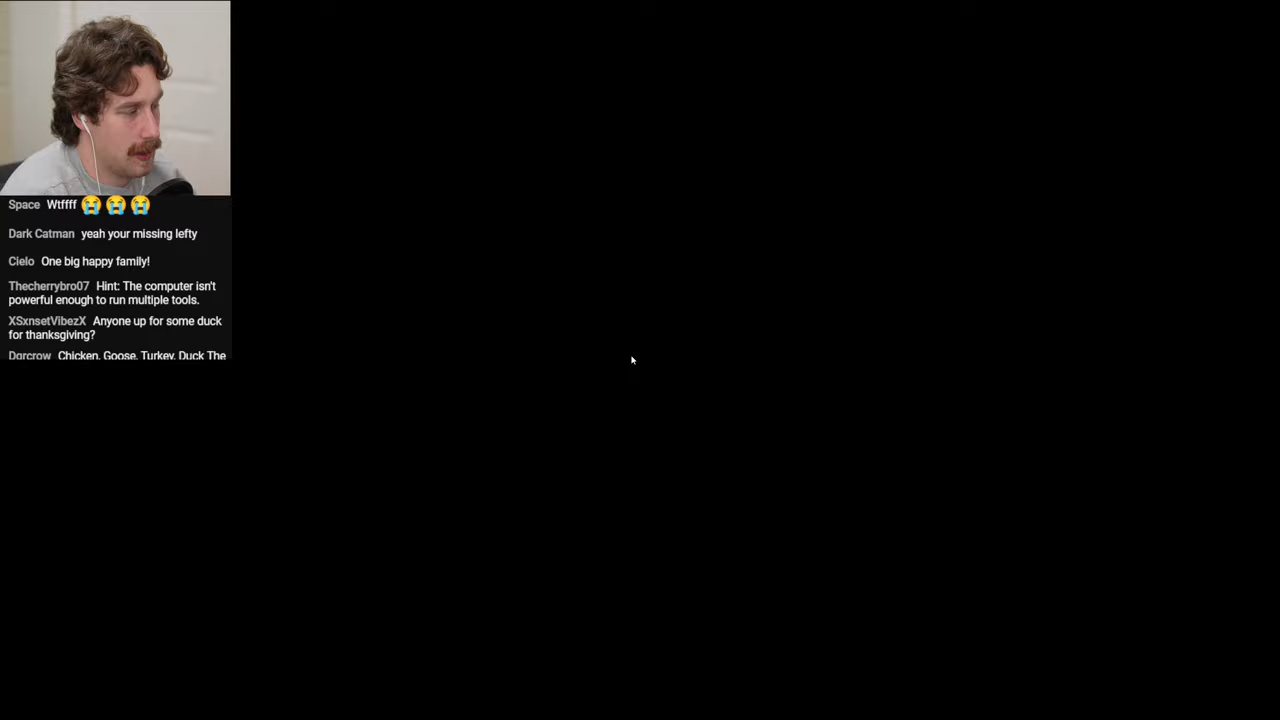 Space Wtffff 😭😭😭
Dark Catman yeah your missing lefty
Cielo One big happy family!
Thecherrybro07 Hint: The computer isn't
powerful enough to run multiple tools.
XSxnsetVibezX Anyone up for some duck
for thanksgiving?
Dgrcrow Chicken, Goose, Turkey, Duck The